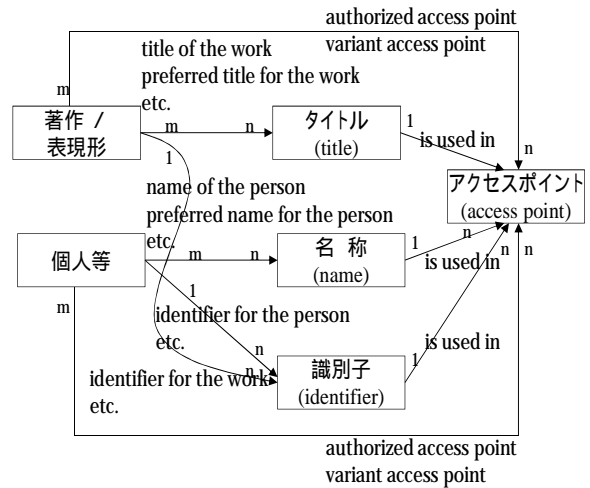 authorized access point
variant access point
title of the work
preferred title for the work
etc.
m
著作 /
表現形
m
n
1
タイトル
(title)
1
is used in
n
アクセスポイント
(access point)
name of the person
preferred name for the person
etc.
個人等
m
n
1
名 称
(name)
1
n
n
n
is used in
m
identifier for the person
etc.
n
n
identifier for the work
etc.
識別子
(identifier)
1
is used in
authorized access point
variant access point